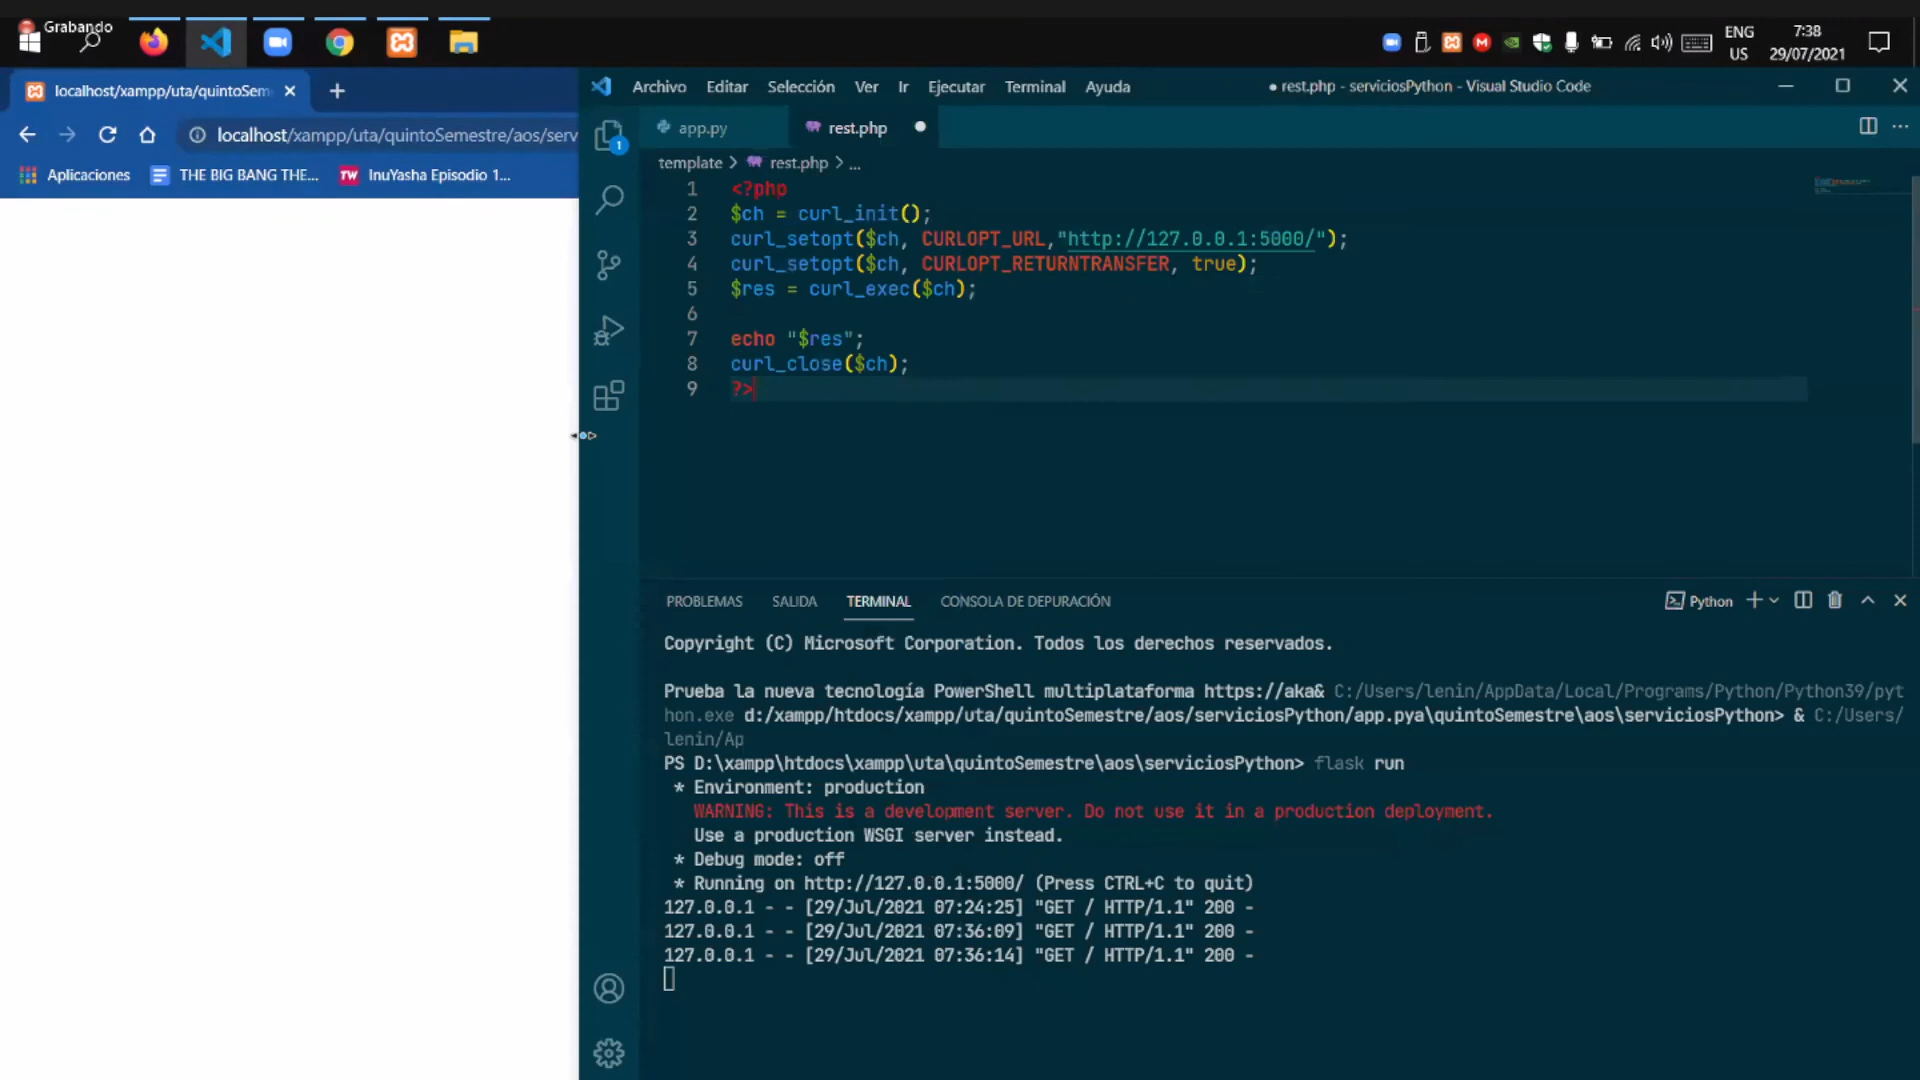 Grabando
ENG
US
7:38
29/07/2021
localhost/xampp/uta/quintoSem
localhost/xampp/uta/quintoSemestre/aos/serv
Aplicaciones
THE BIG BANG THE...
TW InuYasha Episodio 1...
Archivo Editar Selección Ver Ir Ejecutar Terminal Ayuda
● rest.php - serviciosPython - Visual Studio Code
1
app.py
rest.php
template > rest.php > ...
1 <?php
2 $ch = curl_init();
3 curl_setopt($ch, CURLOPT_URL,"http://127.0.0.1:5000/");
4 curl_setopt($ch, CURLOPT_RETURNTRANSFER, true);
5 $res = curl_exec($ch);
6
7 echo "$res";
8 curl_close($ch);
9 ?>
PROBLEMAS SALIDA TERMINAL CONSOLA DE DEPURACIÓN
Python
Copyright (C) Microsoft Corporation. Todos los derechos reservados.
Prueba la nueva tecnología PowerShell multiplataforma https://aka& C:/Users/lenin/AppData/Local/Programs/Python/Python39/pyt
hon.exe d:/xampp/htdocs/xampp/uta/quintoSemestre/aos/serviciosPython/app.pya\quintoSemestre\aos\serviciosPython> & C:/Users/
lenin/Ap
PS D:\xampp\htdocs\xampp\uta\quintoSemestre\aos\serviciosPython> flask run
* Environment: production
WARNING: This is a development server. Do not use it in a production deployment.
Use a production WSGI server instead.
* Debug mode: off
* Running on http://127.0.0.1:5000/ (Press CTRL+C to quit)
127.0.0.1 - - [29/Jul/2021 07:24:25] "GET / HTTP/1.1" 200 -
127.0.0.1 - - [29/Jul/2021 07:36:09] "GET / HTTP/1.1" 200 -
127.0.0.1 - - [29/Jul/2021 07:36:14] "GET / HTTP/1.1" 200 -